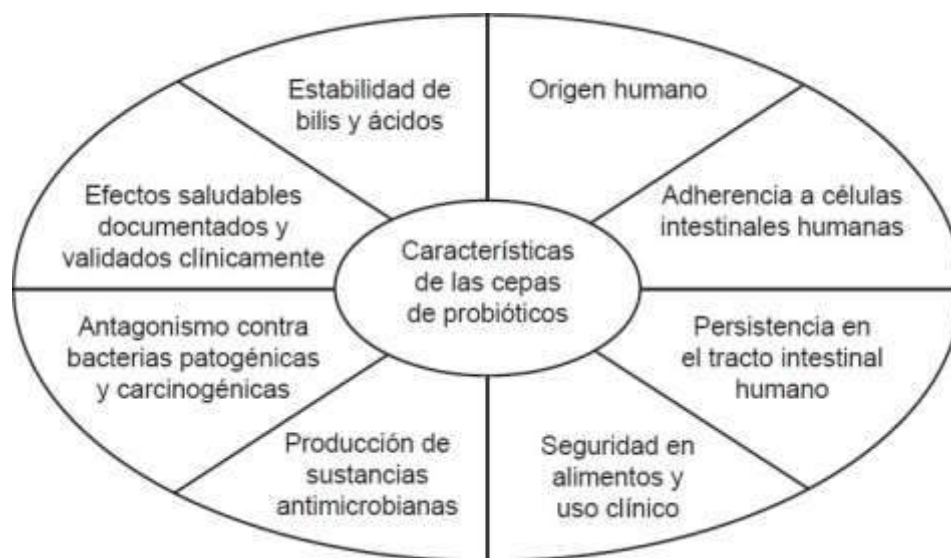 Estabilidad de
bilis y ácidos
Origen humano
Adherencia a células
intestinales humanas
Persistencia en
el tracto intestinal
humano
Seguridad en
alimentos y
uso clínico
Producción de
sustancias
antimicrobianas
Antagonismo contra
bacterias patogénicas
y carcinogénicas
Efectos saludables
documentados y
validados clínicamente
Características
de las cepas
de probióticos